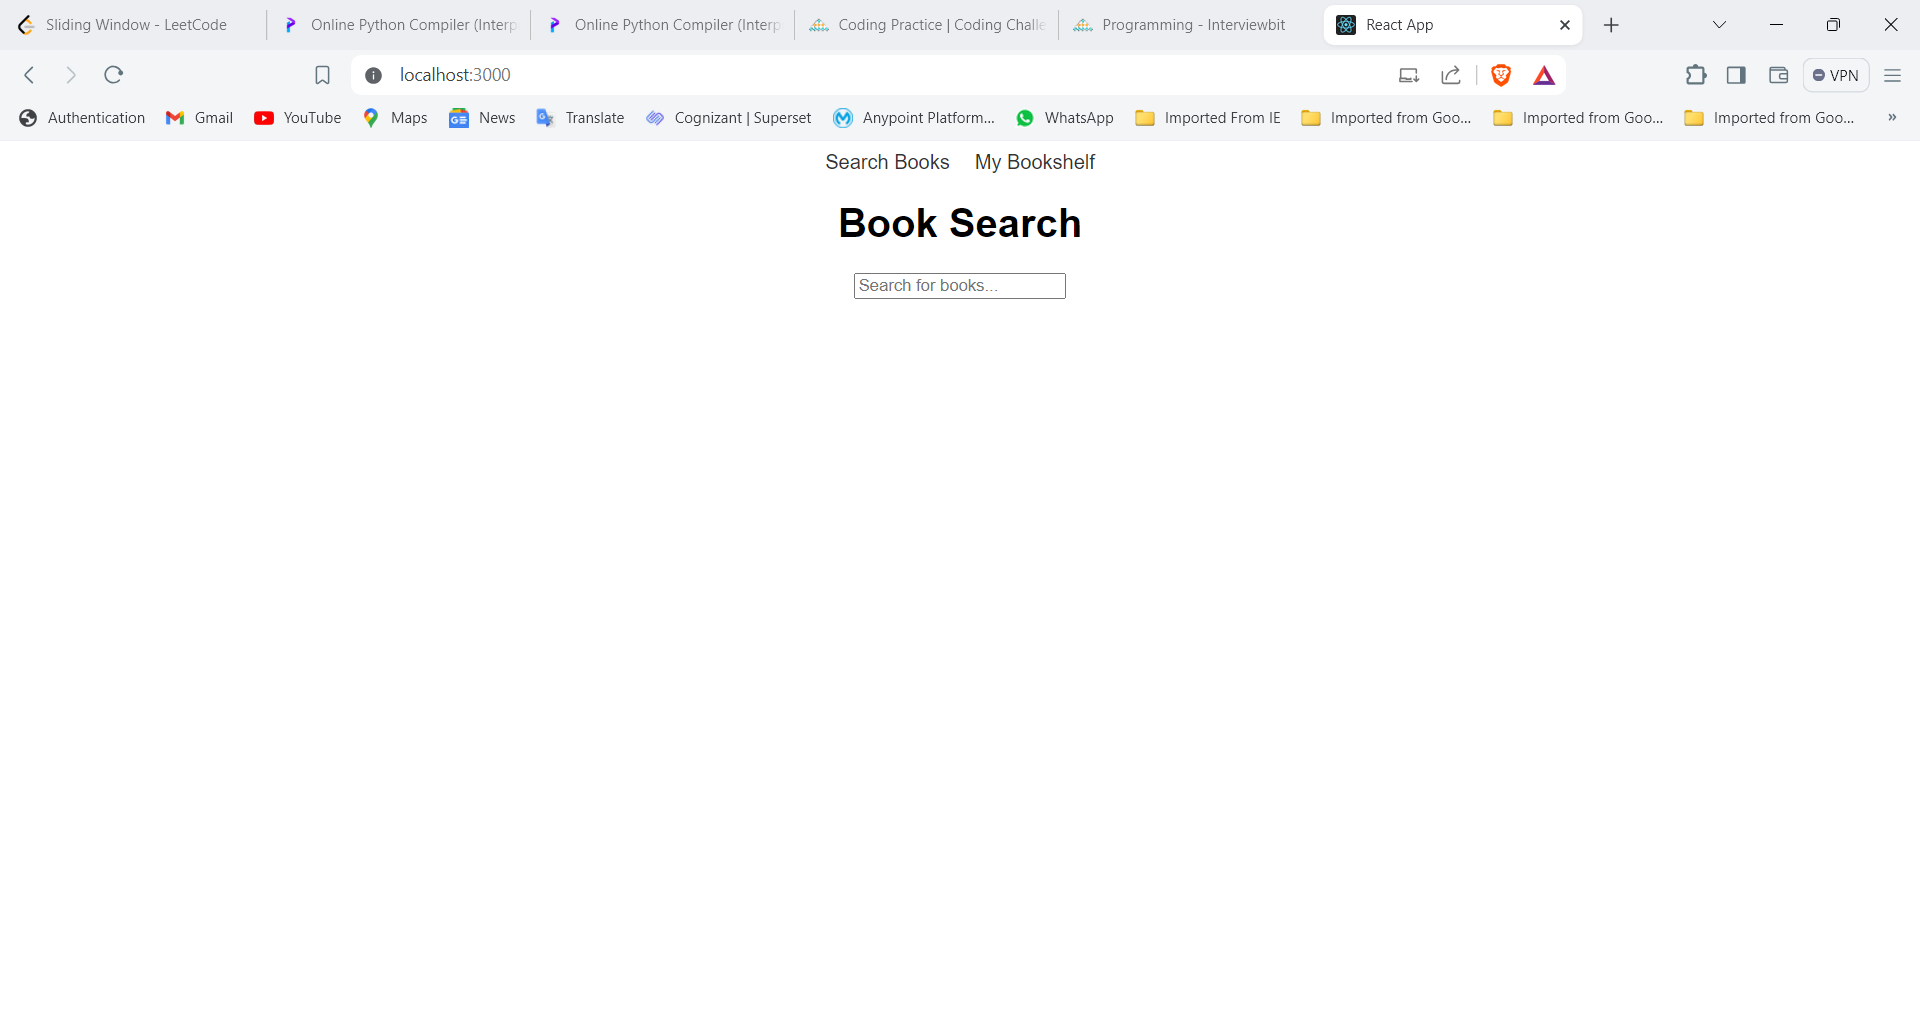 Sliding Window - LeetCode
Online Python Compiler (Interp
Online Python Compiler (Interp
Coding Practice | Coding Challe
Programming - Interviewbit
React App
localhost:3000
VPN
Authentication
Gmail
YouTube
Maps
News
Translate
Cognizant | Superset
Anypoint Platform...
WhatsApp
Imported From IE
Imported from Goo...
Imported from Goo...
Imported from Goo...
»
Search Books My Bookshelf
Book Search
Search for books...